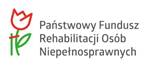 Państwowy Fundusz
Rehabilitacji Osób
Niepełnosprawnych